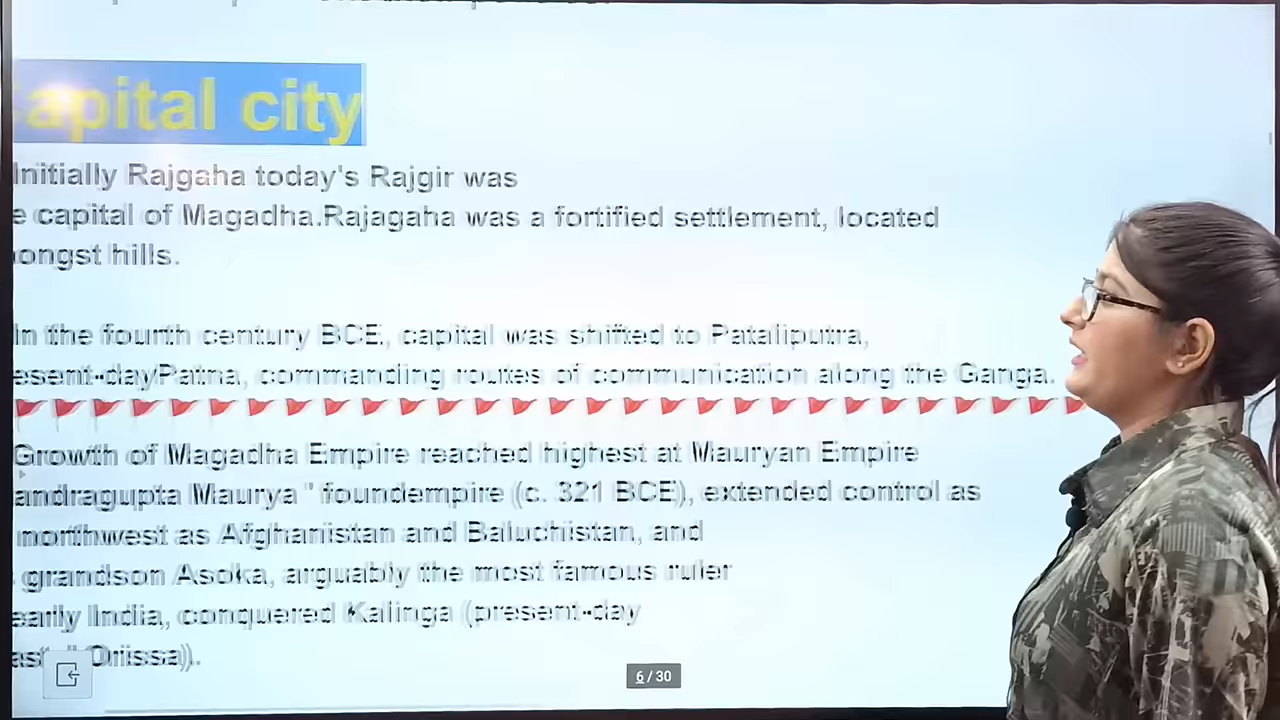 apital city
Initially Rajgaha today's Rajgir was
e capital of Magadha.Rajagaha was a fortified settlement, located
ongst hills.
In the fourth century BCE, capital was shifted to Pataliputra,
esent-dayPatna, commanding routes of communication along the Ganga.
Growth of Magadha Empire reached highest at Mauryan Empire
andragupta Maurya " foundempire (c. 321 BCE), extended control as
northwest as Afghanistan and Baluchistan, and
grandson Asoka, arguably the most famous ruler
early India, conquered Kalinga (present-day
ast " Orissa).
6 / 30